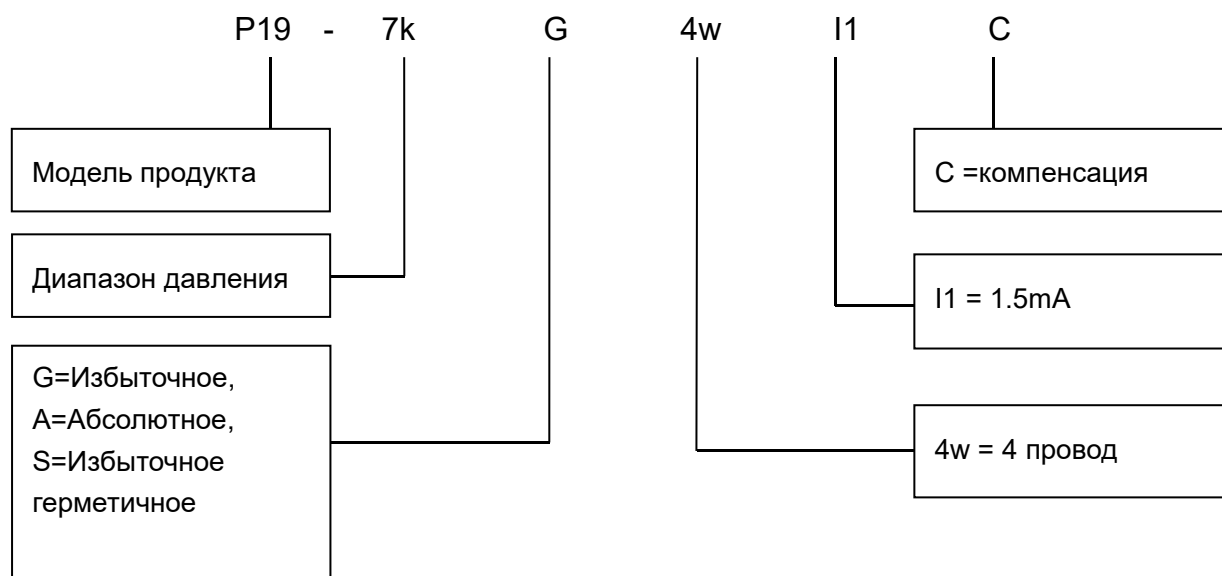 P19 - 7k G 4w I1 C
Модель продукта
C =компенсация
Диапазон давления
I1 = 1.5mA
G=Избыточное,
A=Абсолютное,
S=Избыточное
герметичное
4w = 4 провод